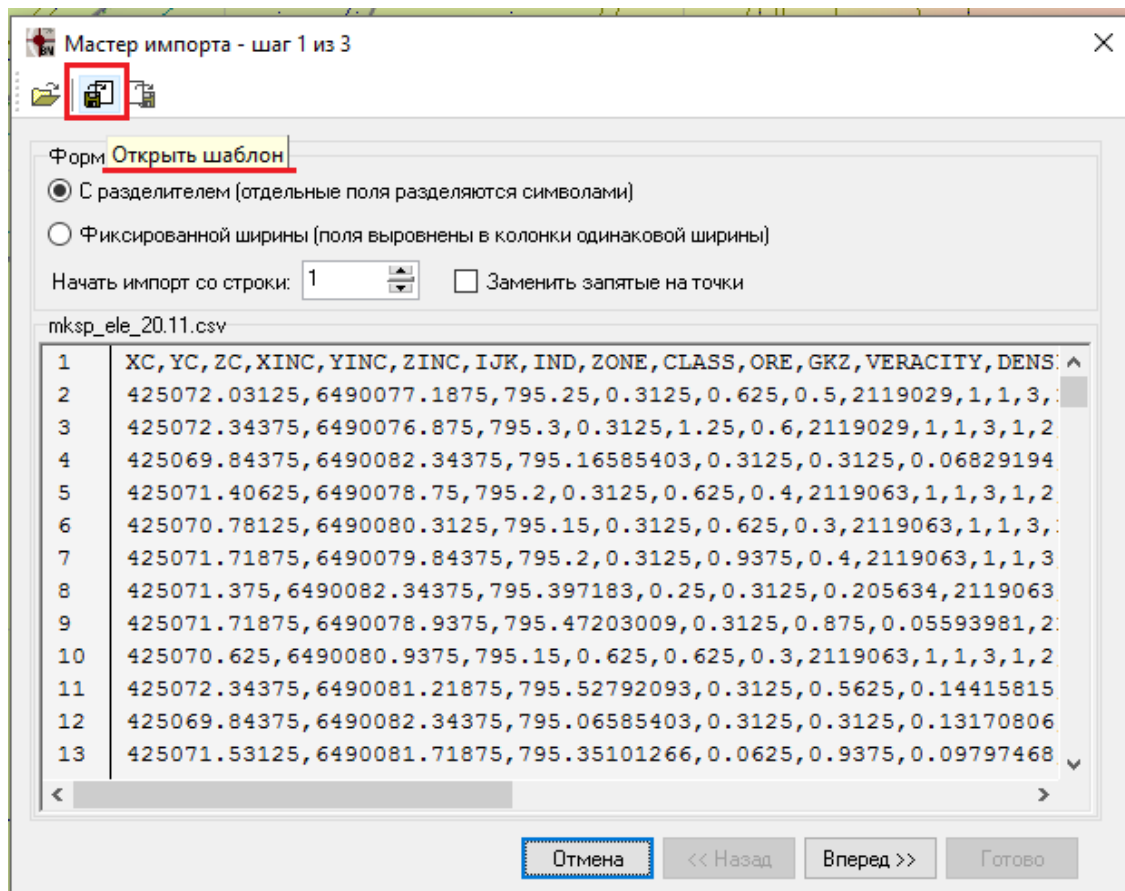 Мастер импорта - шаг 1 из 3
Форм
Открыть шаблон
С разделителем (отдельные поля разделяются символами)
Фиксированной ширины (поля выровнены в колонки одинаковой ширины)
Начать импорт со строки: 1 Заменить запятые на точки
mksp_ele_20.11.csv
1 XC,YC,ZC,XINC,YINC,ZINC,IJK,IND,ZONE,CLASS,ORE,GKZ,VERACITY,DENS
2 425072.03125,6490077.1875,795.25,0.3125,0.625,0.5,2119029,1,1,3,
3 425072.34375,6490076.875,795.3,0.3125,1.25,0.6,2119029,1,1,3,1,2
4 425069.84375,6490082.34375,795.16585403,0.3125,0.3125,0.06829194
5 425071.40625,6490078.75,795.2,0.3125,0.625,0.4,2119063,1,1,3,1,2
6 425070.78125,6490080.3125,795.15,0.3125,0.625,0.3,2119063,1,1,3,
7 425071.71875,6490079.84375,795.2,0.3125,0.9375,0.4,2119063,1,1,3
8 425071.375,6490082.34375,795.397183,0.25,0.3125,0.205634,2119063
9 425071.71875,6490078.9375,795.47203009,0.3125,0.875,0.05593981,2
10 425070.625,6490080.9375,795.15,0.625,0.625,0.3,2119063,1,1,3,1,2
11 425072.34375,6490081.21875,795.52792093,0.3125,0.5625,0.14415815
12 425069.84375,6490082.34375,795.06585403,0.3125,0.3125,0.13170806
13 425071.53125,6490081.71875,795.35101266,0.0625,0.9375,0.09797468
Отмена << Назад Вперед >> Готово